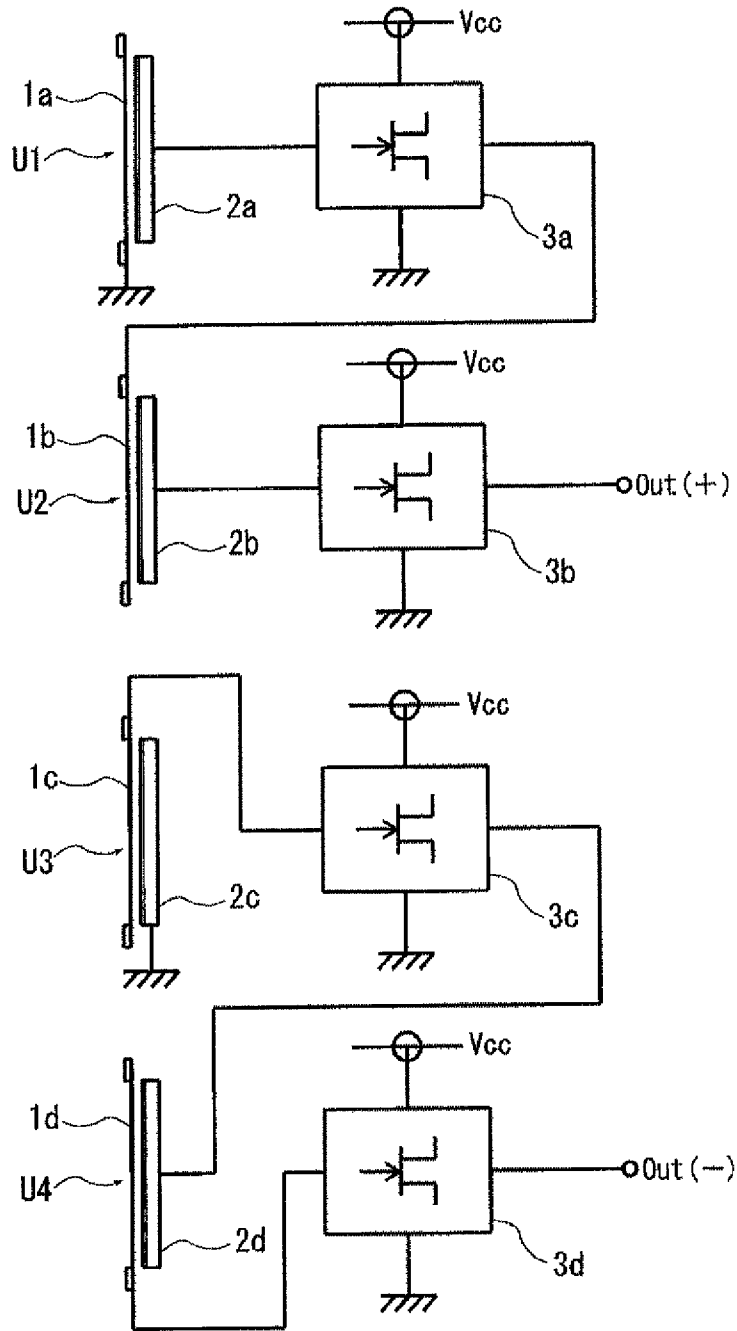 Vcc
1a
U1
2a
3a
Vcc
1b
U2
Out(+)
2b
3b
Vcc
1c
U3
2c
3c
Vcc
1d
U4
Out(−)
2d
3d